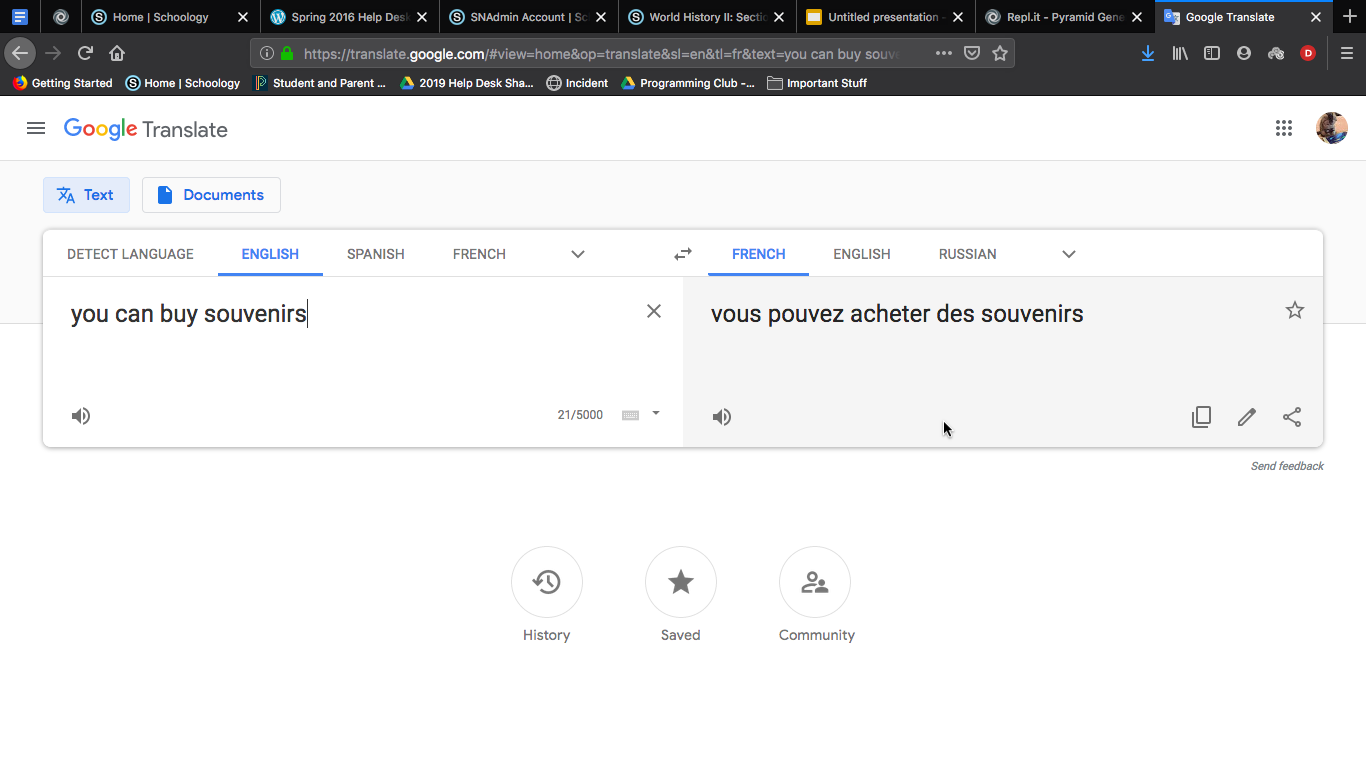 Home | Schoology
Spring 2016 Help Desk
SNAdmin Account | Sc
World History II: Sectio
Untitled presentation -
Repl.it - Pyramid Gene
Google Translate
https://translate.google.com/#view=home&op=translate&sl=en&tl=fr&text=you can buy souve
Getting Started
Home | Schoology
Student and Parent ...
2019 Help Desk Sha...
Incident
Programming Club -...
Important Stuff
D
Google Translate
Text
Documents
DETECT LANGUAGE
ENGLISH
SPANISH
FRENCH
FRENCH
ENGLISH
RUSSIAN
you can buy souvenirs
vous pouvez acheter des souvenirs
21/5000
Send feedback
History
Saved
Community